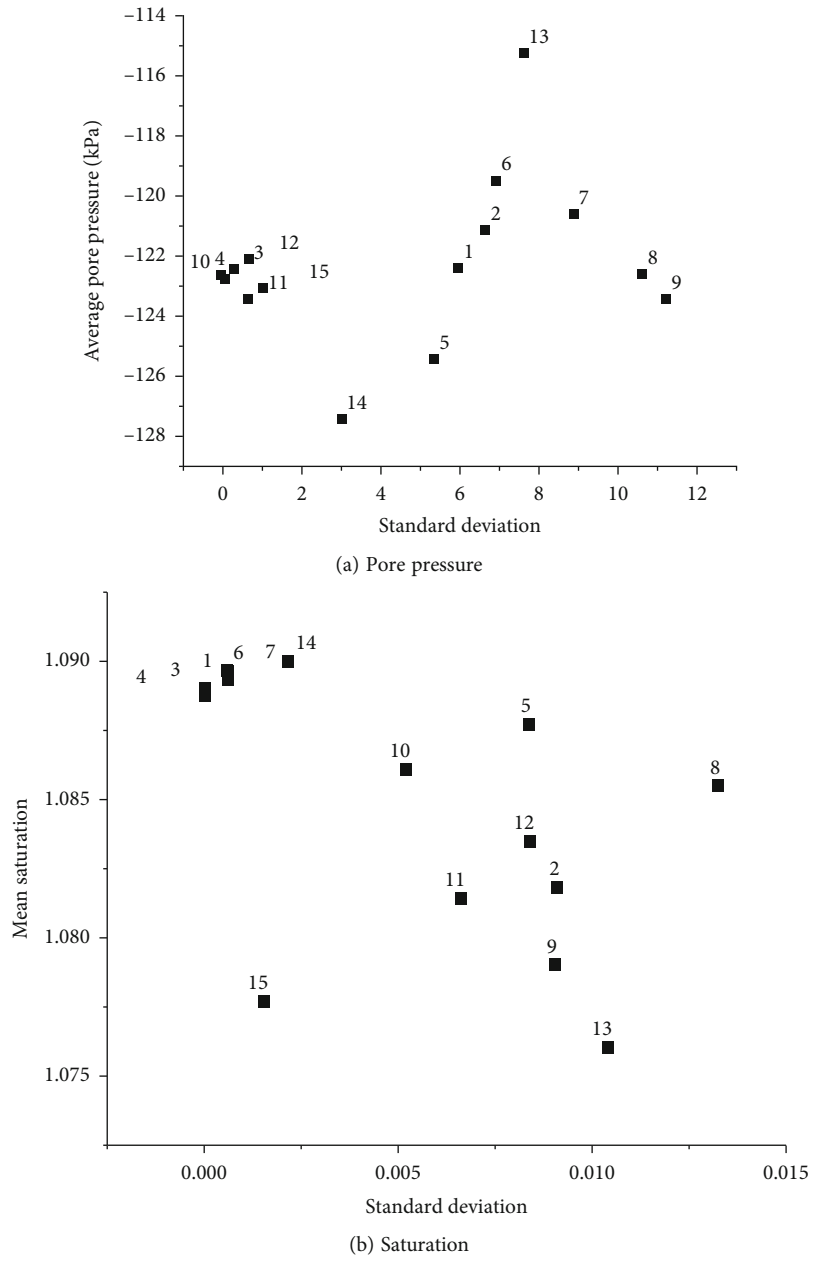 −114
13
−116
−118
Average pore pressure (kPa)
6
−120
7
2
12
−122
10 4 3 1 8
11 15 9
−124
5
−126
14
−128
0 2 4 6 8 10 12
Standard deviation
(a) Pore pressure
1.090
4 3 1 6 7 14
5
10
8
1.085
12
Mean saturation
11 2
1.080
9
15
13
1.075
0.000 0.005 0.010 0.015
Standard deviation
(b) Saturation